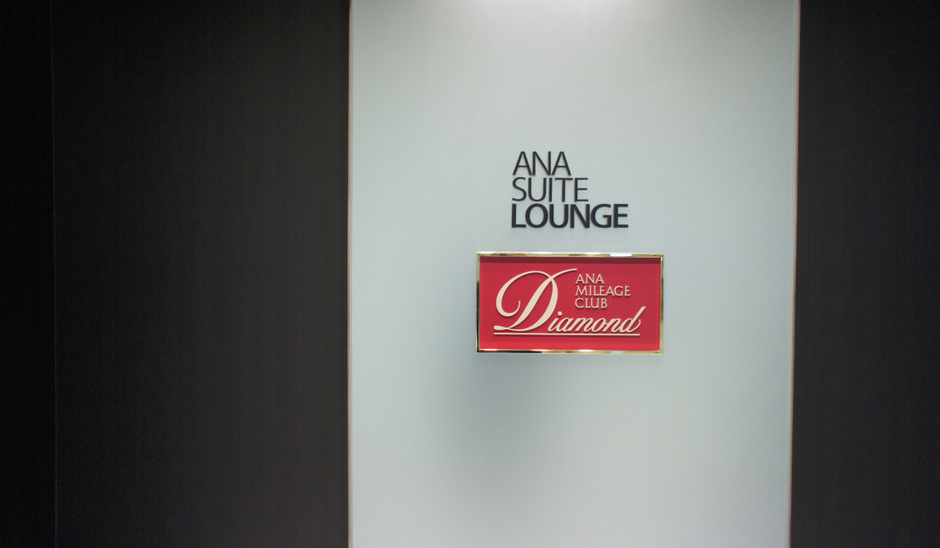 ANA
SUITE
LOUNGE
ANA
MILEAGE
CLUB
Diamond